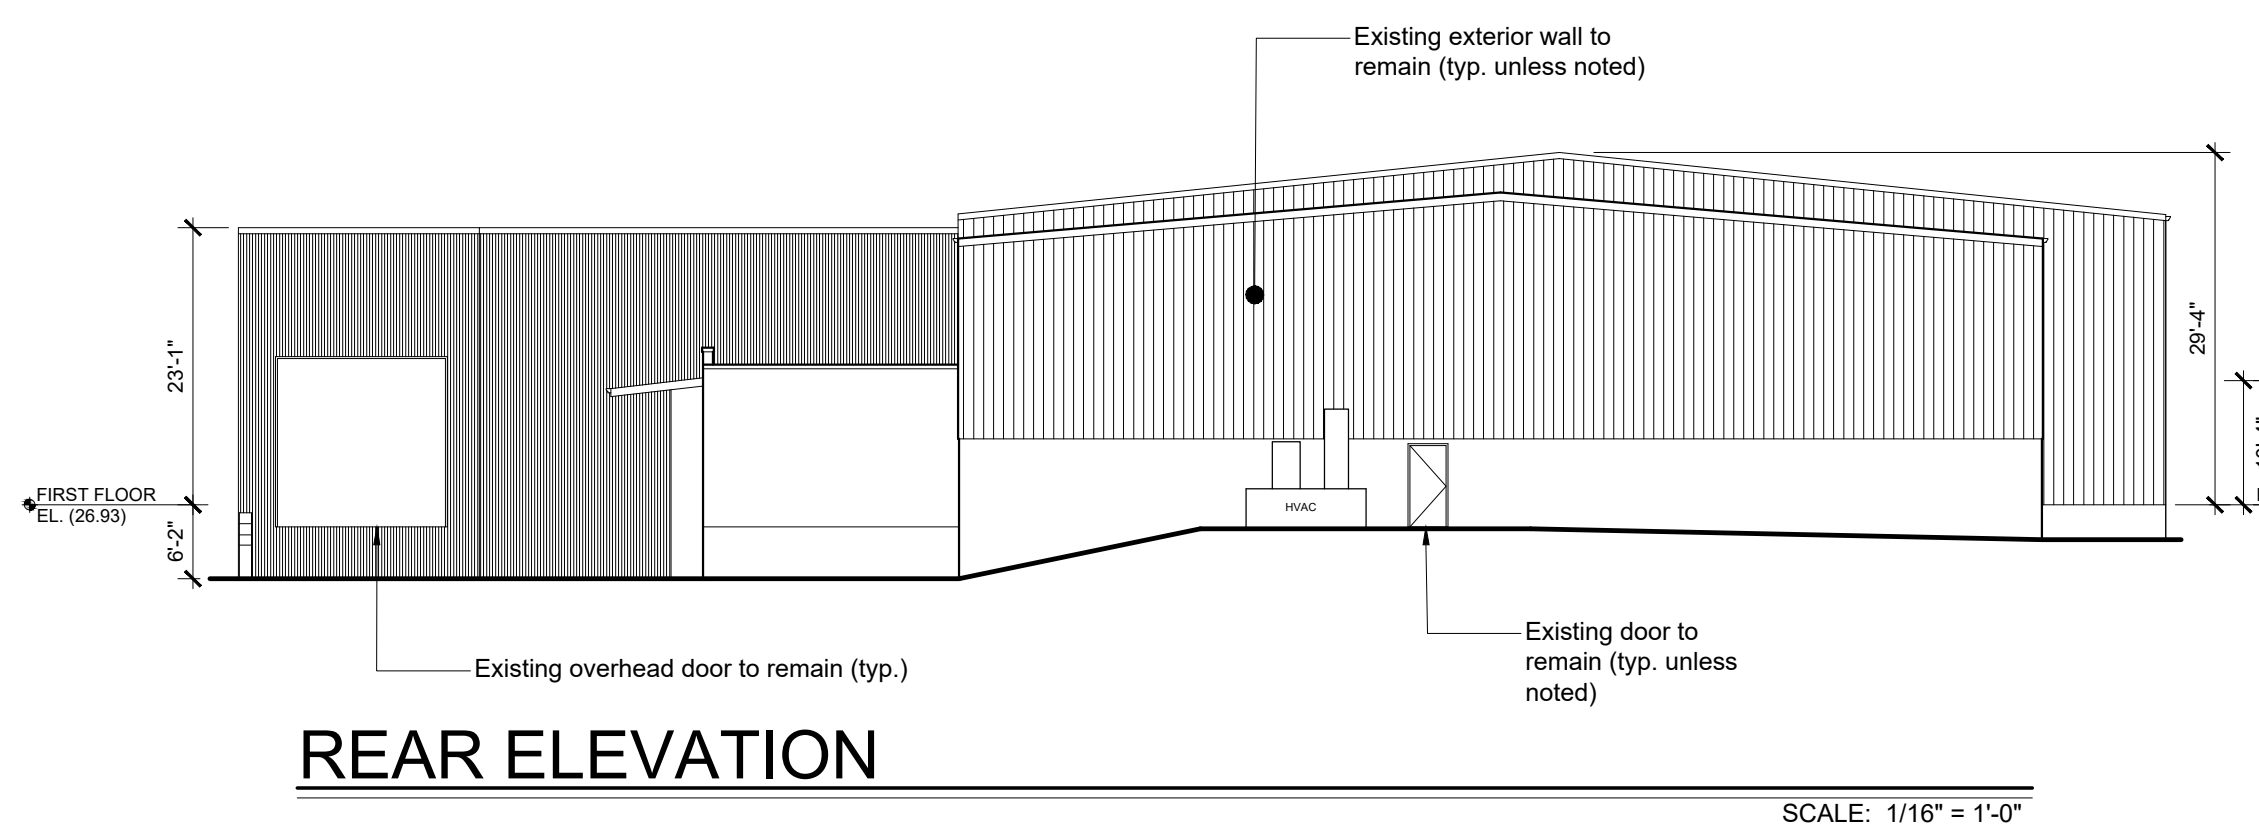 Existing exterior wall to
remain (typ. unless noted)
29'-4"
23'-1"
FIRST FLOOR
EL. (26.93)
6'-2"
HVAC
Existing door to
remain (typ. unless
noted)
Existing overhead door to remain (typ.)
REAR ELEVATION
SCALE: 1/16" = 1'-0"